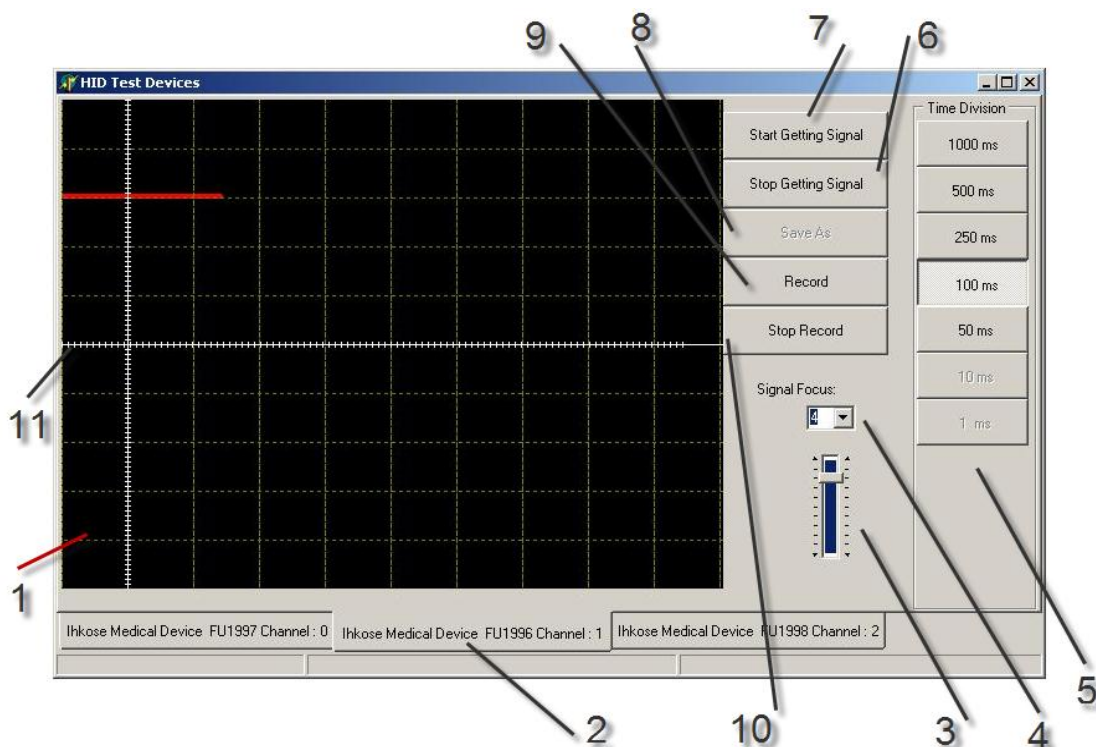 8
7
6
9
HID Test Devices
Time Division
Start Getting Signal
1000 ms
Stop Getting Signal
500 ms
Save As
250 ms
Record
100 ms
Stop Record
50 ms
10 ms
Signal Focus:
4
1 ms
11
1
Ihkose Medical Device FU1997 Channel : 0
Ihkose Medical Device FU1996 Channel : 1
Ihkose Medical Device FU1998 Channel : 2
2
10
3
4
5